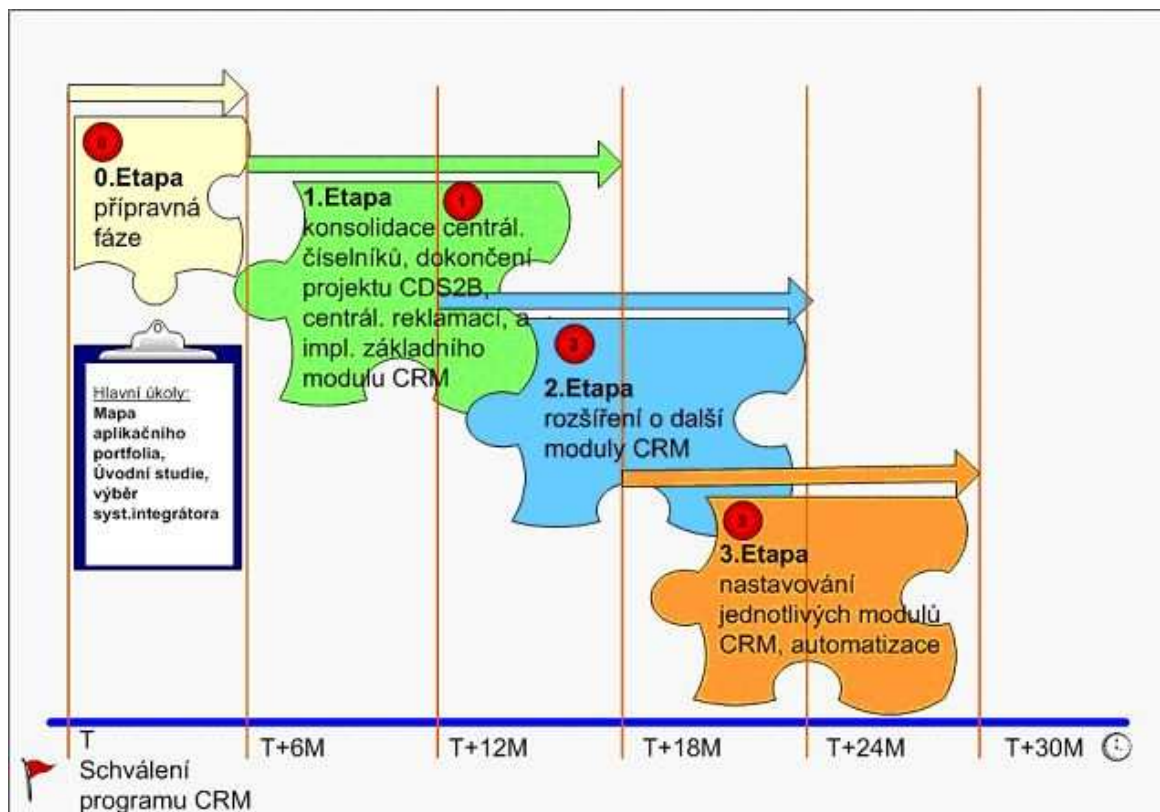 0.Etapa
přípravná
fáze
1
1.Etapa
konsolidace centrál.
číselníků, dokončení
projektu CDS2B,
centrál. reklamací, a
impl. základního
modulu CRM
2.Etapa
rozšíření o další
moduly CRM
3.Etapa
nastavování
jednotlivých modulů
CRM, automatizace
Hlavní úkoly:
Mapa
aplikačního
portfolia,
Úvodní studie,
výběr
syst.integrátora
T
T+6M
T+12M
T+18M
T+24M
T+30M
Schválení
programu CRM